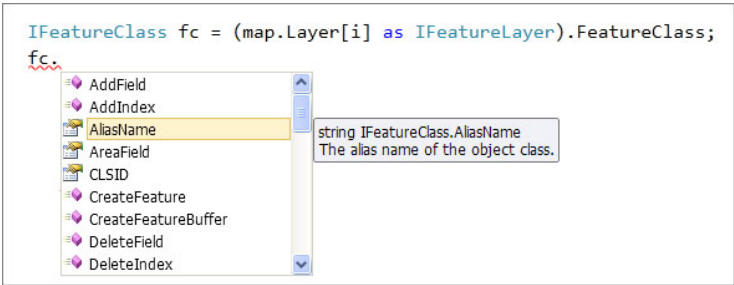 IFeatureClass fc = (map.Layer[i] as IFeatureLayer).FeatureClass;
fc.
AddField
AddIndex
AliasName
string IFeatureClass.AliasName
The alias name of the object class.
AreaField
CLSID
CreateFeature
CreateFeatureBuffer
DeleteField
DeleteIndex